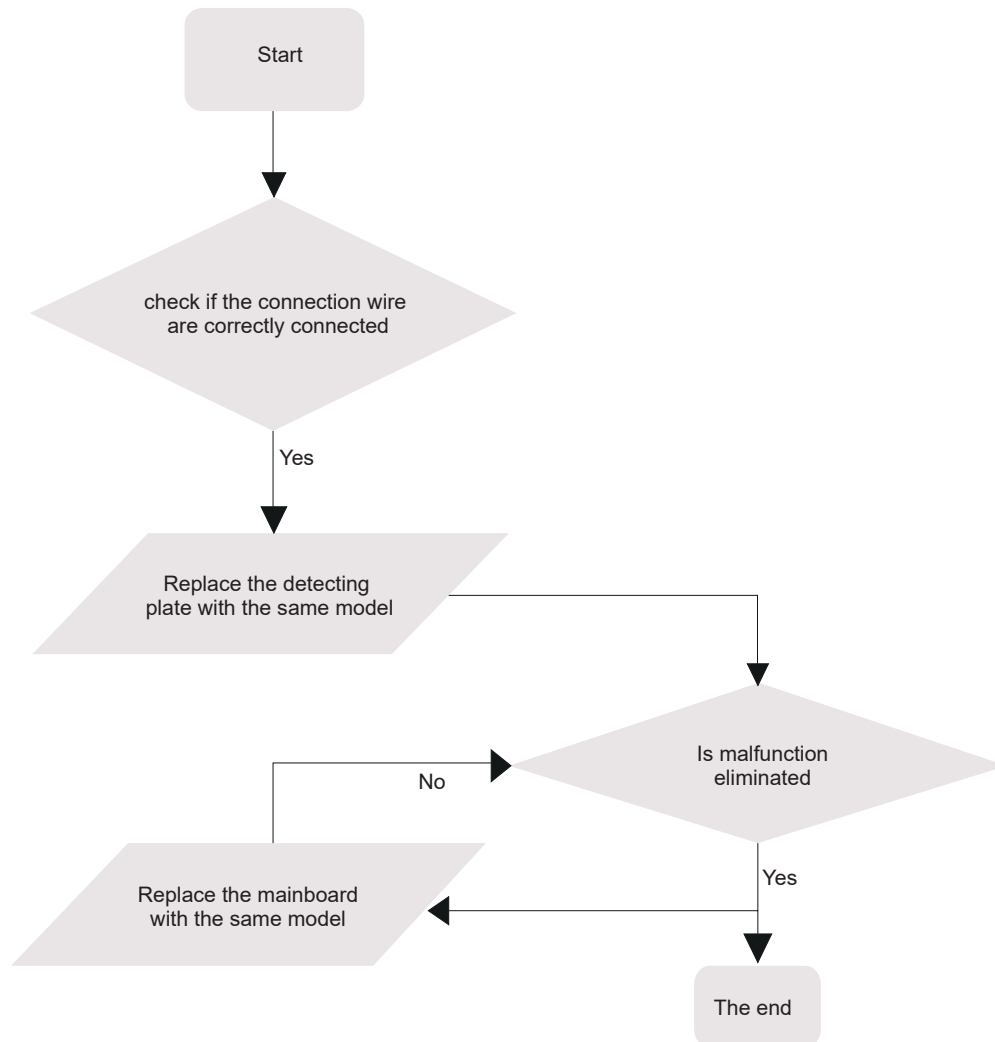 Start
check if the connection wire
are correctly connected
Yes
Replace the detecting
plate with the same model
Is malfunction
eliminated
No
Yes
Replace the mainboard
with the same model
The end